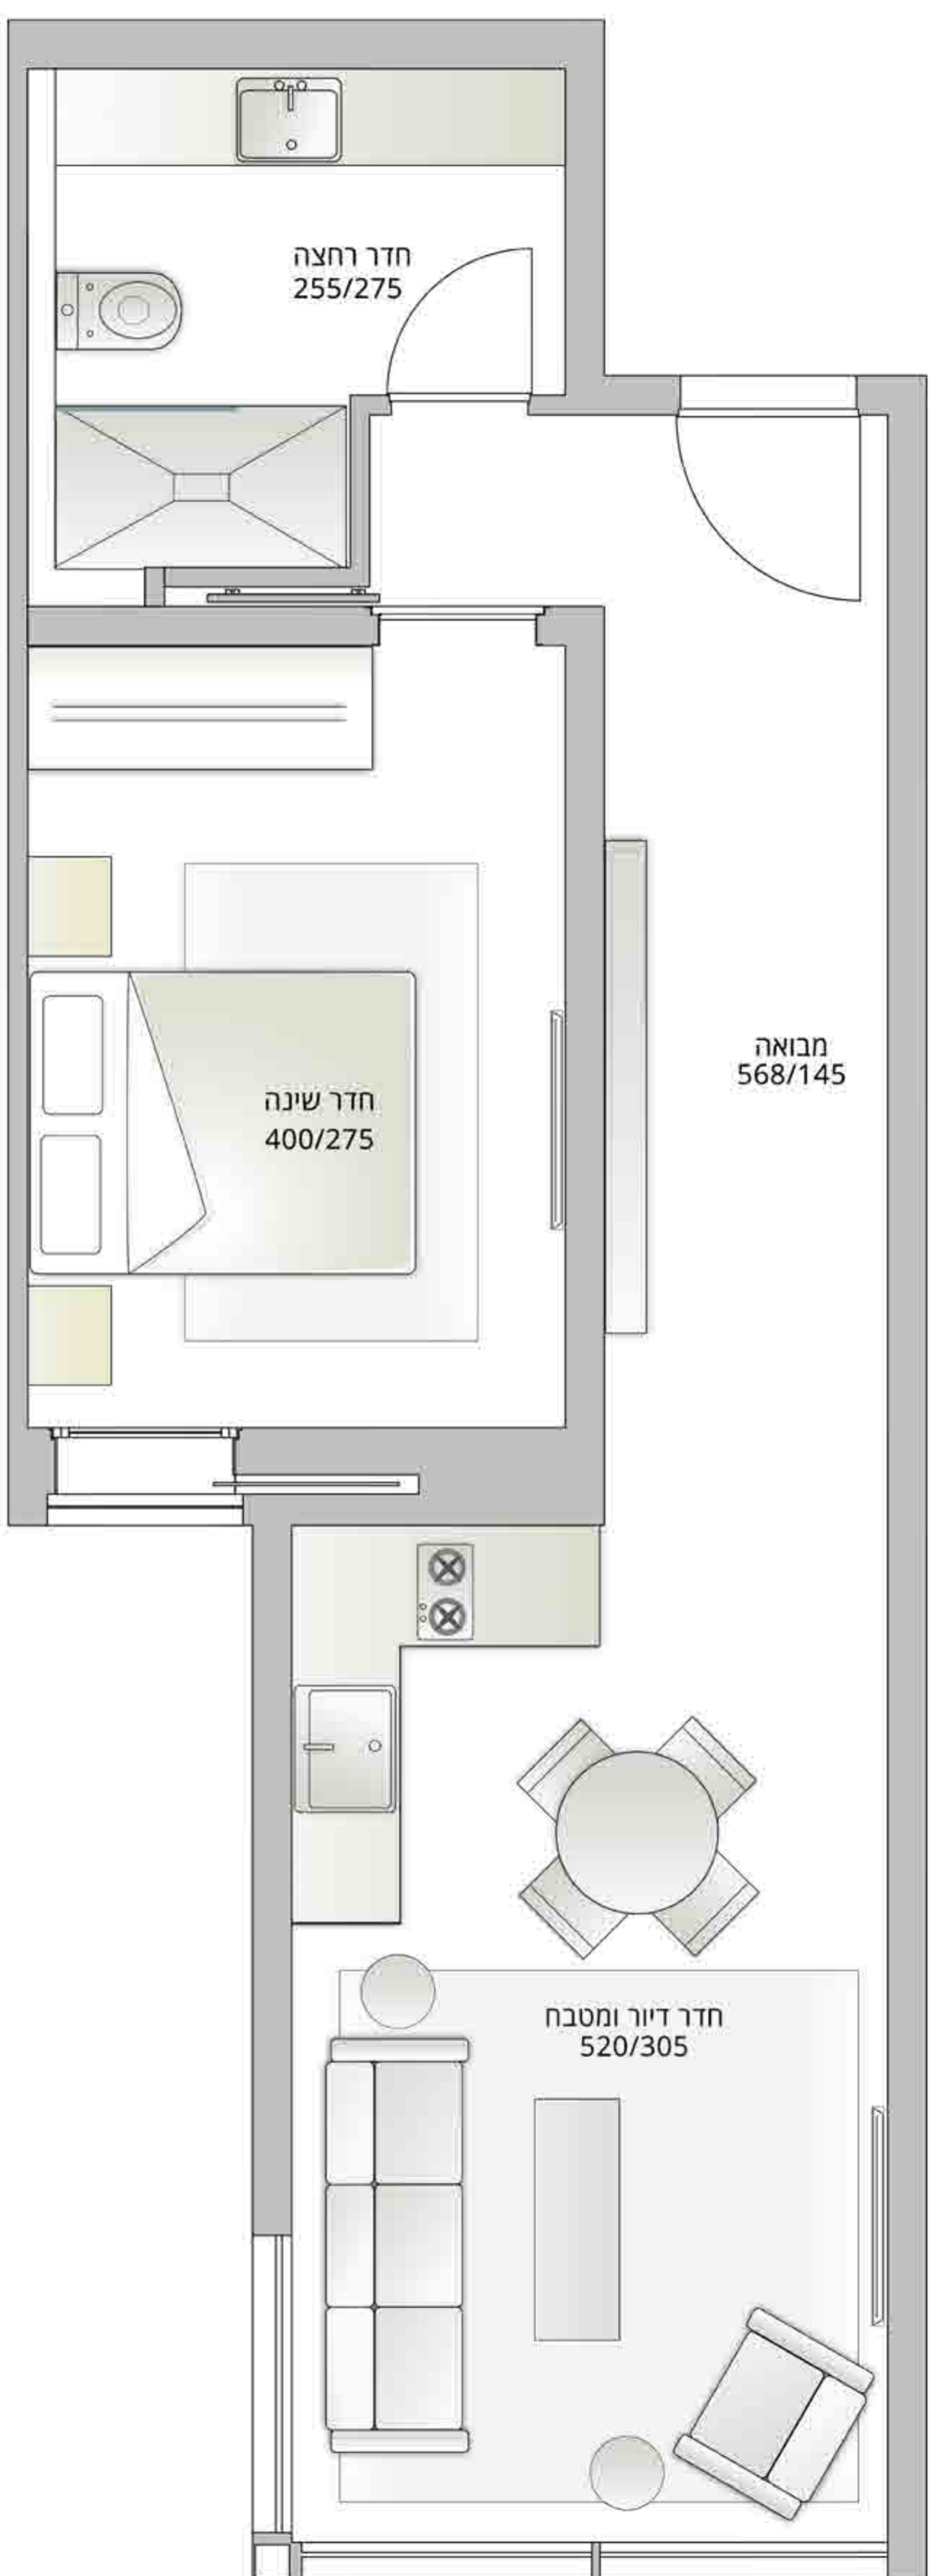 חדר רחצה
255/275
מבואה
568/145
חדר שינה
400/275
חדר דיור ומטבח
520/305